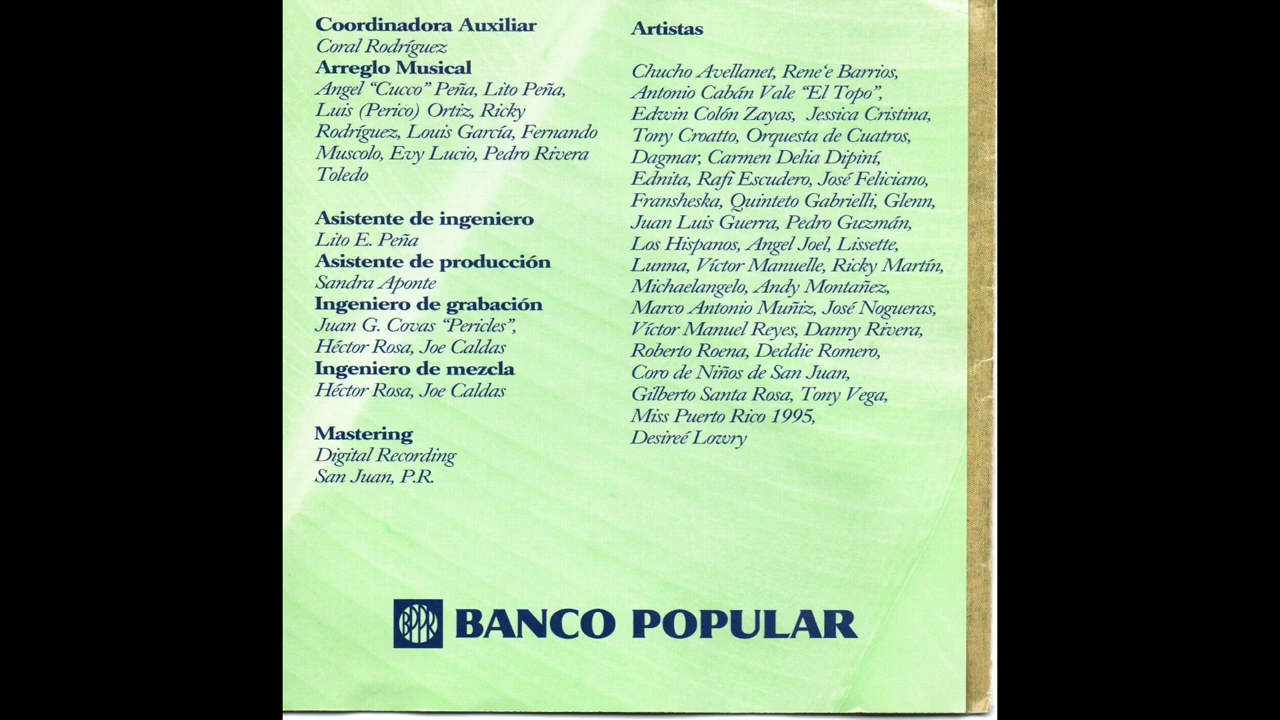 Coordinadora Auxiliar
Coral Rodríguez
Arreglo Musical
Angel “Cucco” Peña, Lito Peña,
Luis (Perico) Ortiz, Ricky
Rodríguez, Louis García, Fernando
Muscolo, Evy Lucio, Pedro Rivera
Toledo
Asistente de ingeniero
Lito E. Peña
Asistente de producción
Sandra Aponte
Ingeniero de grabación
Juan G. Covas “Pericles”,
Héctor Rosa, Joe Caldas
Ingeniero de mezcla
Héctor Rosa, Joe Caldas
Mastering
Digital Recording
San Juan, P.R.
Artistas
Chucho Avellanet, Rene‘e Barrios,
Antonio Cabán Vale “El Topo”,
Edwin Colón Zayas, Jessica Cristina,
Tony Croatto, Orquesta de Cuatros,
Dagmar, Carmen Delia Dipiní,
Ednita, Rafi Escudero, José Feliciano,
Fransheska, Quinteto Gabrielli, Glenn,
Juan Luis Guerra, Pedro Guzmán,
Los Hispanos, Angel Joel, Lissette,
Lunna, Víctor Manuelle, Ricky Martín,
Michaelangelo, Andy Montañez,
Marco Antonio Muñiz, José Nogueras,
Víctor Manuel Reyes, Danny Rivera,
Roberto Roena, Deddie Romero,
Coro de Niños de San Juan,
Gilberto Santa Rosa, Tony Vega,
Miss Puerto Rico 1995,
Desireé Lowry
BPPR BANCO POPULAR